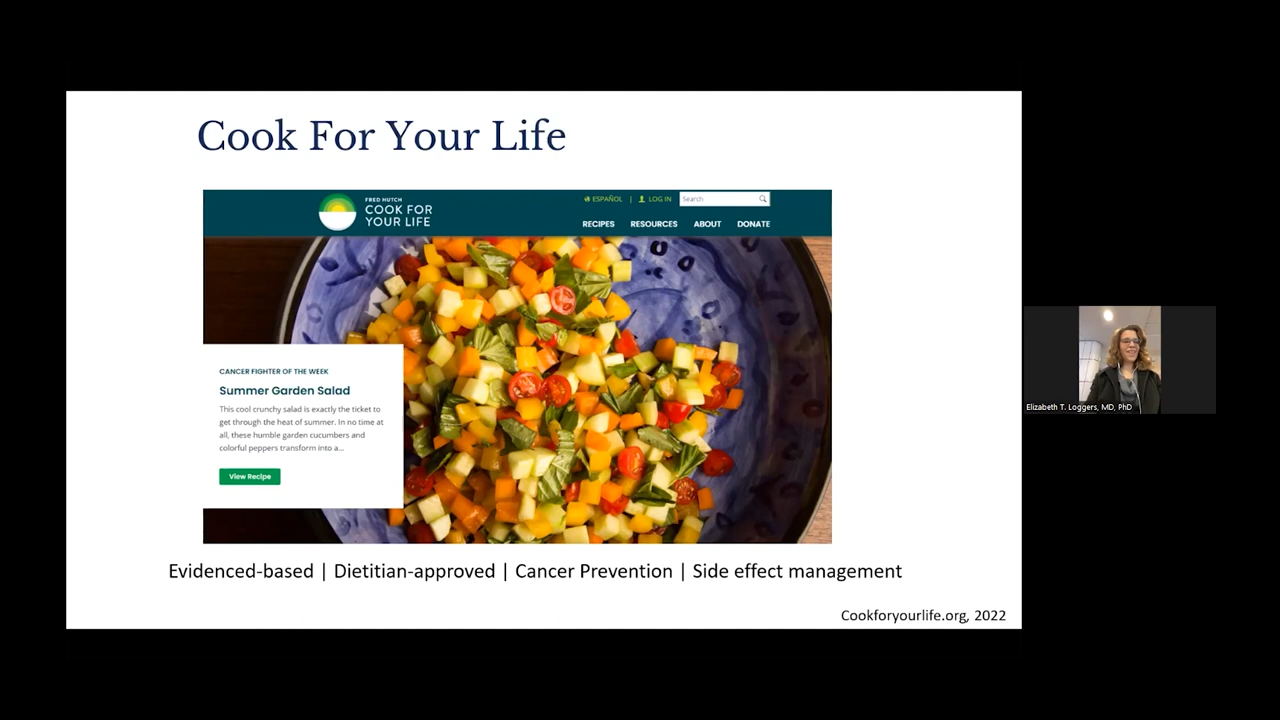 Cook For Your Life
FRED HUTCH
COOK FOR
YOUR LIFE
ESPAÑOL | LOG IN Search
RECIPES RESOURCES ABOUT DONATE
CANCER FIGHTER OF THE WEEK
Summer Garden Salad
This cool crunchy salad is exactly the ticket to
get through the heat of summer. In no time at
all, these humble garden cucumbers and
colorful peppers transform into a...
View Recipe
Evidenced-based | Dietitian-approved | Cancer Prevention | Side effect management
Cookforyourlife.org, 2022
Elizabeth T. Loggers, MD, PhD